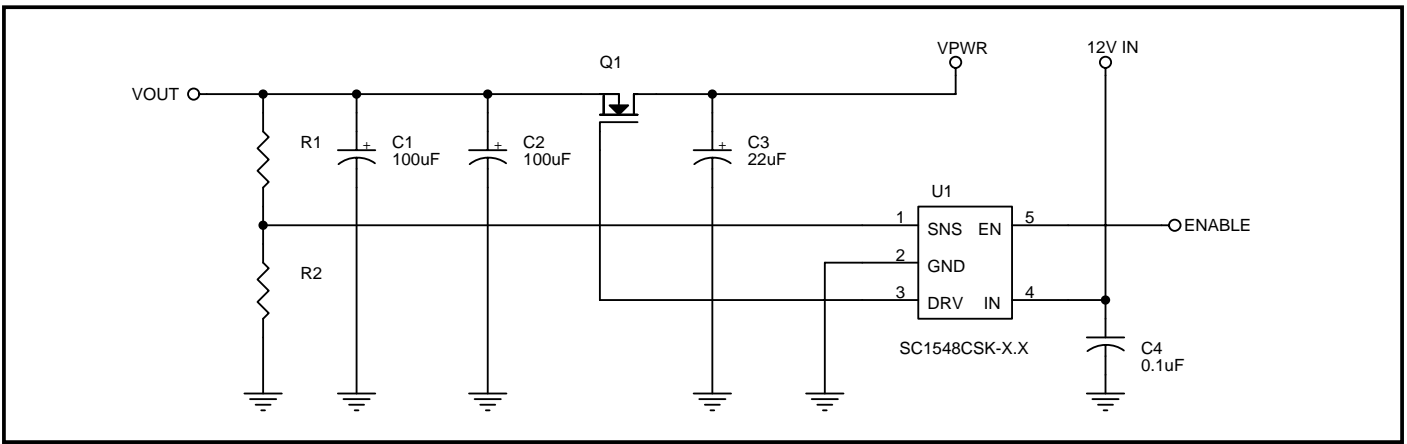 Q1
VPWR
12V IN
VOUT
R1
+ C1
100uF
+ C2
100uF
+ C3
22uF
U1
1
SNS
EN
5
ENABLE
R2
2
GND
3
DRV
IN
4
SC1548CSK-X.X
C4
0.1uF